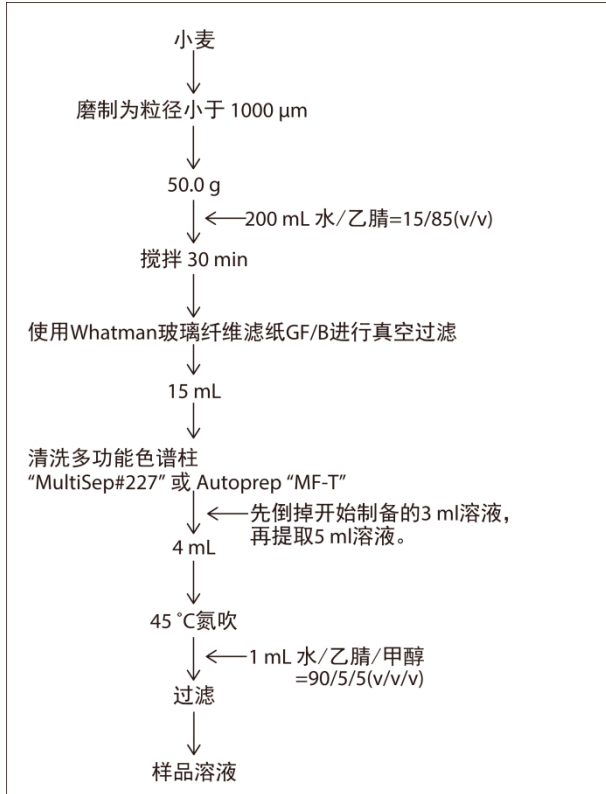 小麦
磨制为粒径小于 1000 μm
50.0 g
200 mL 水/乙腈=15/85(v/v)
搅拌 30 min
使用Whatman玻璃纤维滤纸GF/B进行真空过滤
15 mL
清洗多功能色谱柱
“MultiSep#227” 或 Autoprep “MF-T”
先倒掉开始制备的3 ml溶液，
再提取5 ml溶液。
4 mL
45 °C氮吹
1 mL 水/乙腈/甲醇
=90/5/5(v/v/v)
过滤
样品溶液